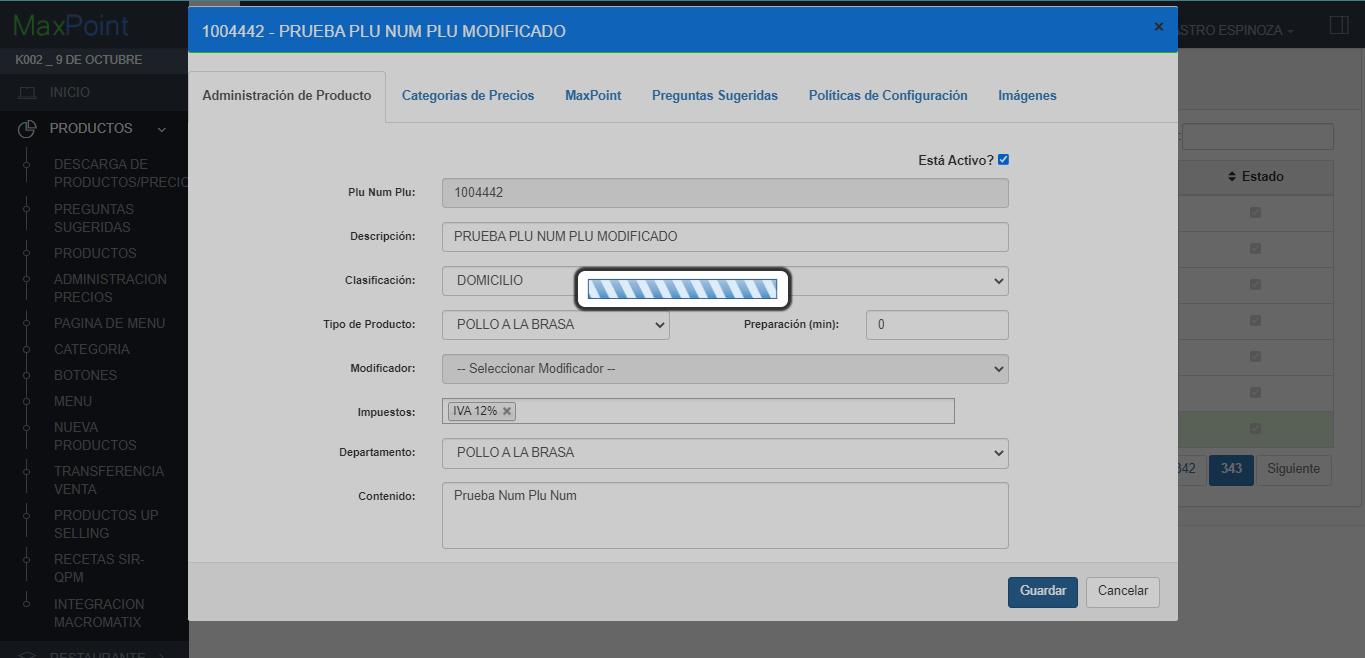 MaxPoint
K002 _ 9 DE OCTUBRE
INICIO
PRODUCTOS
DESCARGA DE
PRODUCTOS/PRECIO
PREGUNTAS
SUGERIDAS
PRODUCTOS
ADMINISTRACION
PRECIOS
PAGINA DE MENU
CATEGORIA
BOTONES
MENU
NUEVA
PRODUCTOS
TRANSFERENCIA
VENTA
PRODUCTOS UP
SELLING
RECETAS SIR-
QPM
INTEGRACION
MACROMATIX
RESTAURANTE
1004442 - PRUEBA PLU NUM PLU MODIFICADO
×
ASTRO ESPINOZA
Administración de Producto
Categorias de Precios
MaxPoint
Preguntas Sugeridas
Políticas de Configuración
Imágenes
Está Activo?
Plu Num Plu:
1004442
Descripción:
PRUEBA PLU NUM PLU MODIFICADO
Clasificación:
DOMICILIO
Tipo de Producto:
POLLO A LA BRASA
Preparación (min):
0
Modificador:
-- Seleccionar Modificador --
Impuestos:
IVA 12% ×
Departamento:
POLLO A LA BRASA
Contenido:
Prueba Num Plu Num
Guardar
Cancelar
Estado
342
343
Siguiente